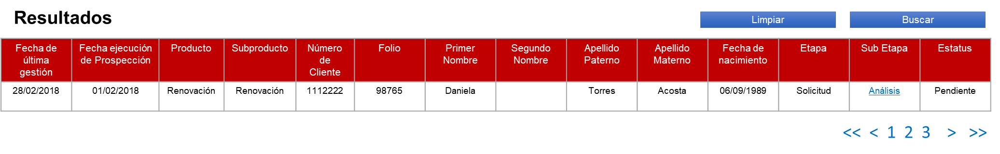 Resultados
Limpiar
Buscar
Fecha de última gestión
Fecha ejecución de Prospección
Producto
Subproducto
Número de Cliente
Folio
Primer Nombre
Segundo Nombre
Apellido Paterno
Apellido Materno
Fecha de nacimiento
Etapa
Sub Etapa
Estatus
28/02/2018
01/02/2018
Renovación
Renovación
1112222
98765
Daniela
Torres
Acosta
06/09/1989
Solicitud
Análisis
Pendiente
<< < 1 2 3 > >>